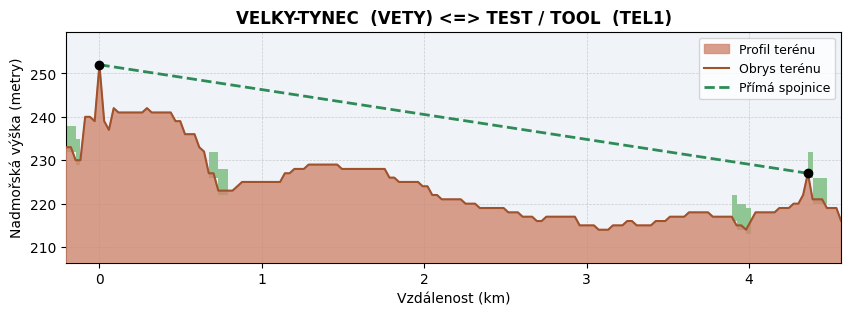 VELKY-TYNEC (VETY) <=> TEST / TOOL (TEL1)
Profil terénu
Obrys terénu
Přímá spojnice
Nadmořská výška (metry)
250
240
230
220
210
0 1 2 3 4
Vzdálenost (km)